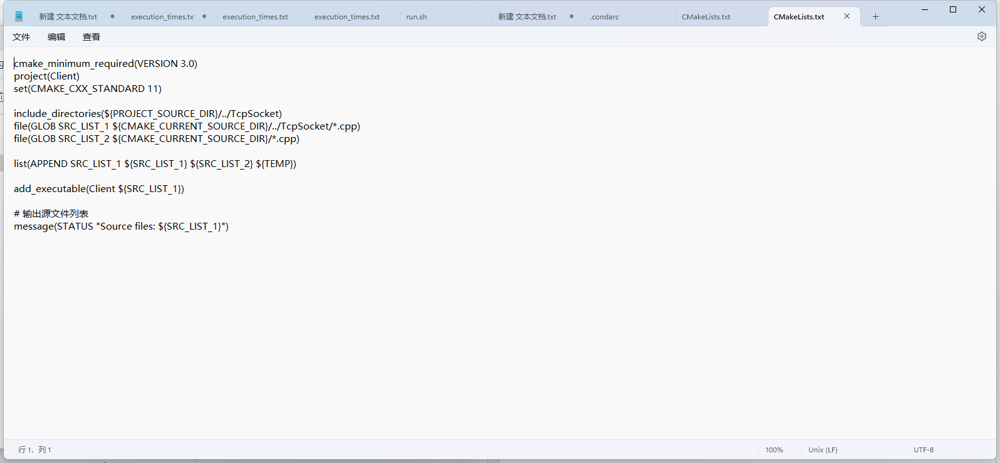 新建 文本文档.txt
execution_times.tx
execution_times.txt
execution_times.txt
run.sh
新建 文本文档.txt
.condarc
CMakeLists.txt
CMakeLists.txt
文件 编辑 查看
cmake_minimum_required(VERSION 3.0)
project(Client)
set(CMAKE_CXX_STANDARD 11)
include_directories(${PROJECT_SOURCE_DIR}/../TcpSocket)
file(GLOB SRC_LIST_1 ${CMAKE_CURRENT_SOURCE_DIR}/../TcpSocket/*.cpp)
file(GLOB SRC_LIST_2 ${CMAKE_CURRENT_SOURCE_DIR}/*.cpp)
list(APPEND SRC_LIST_1 ${SRC_LIST_1} ${SRC_LIST_2} ${TEMP})
add_executable(Client ${SRC_LIST_1})
# 输出源文件列表
message(STATUS "Source files: ${SRC_LIST_1}")
行 1，列 1
100%
Unix (LF)
UTF-8